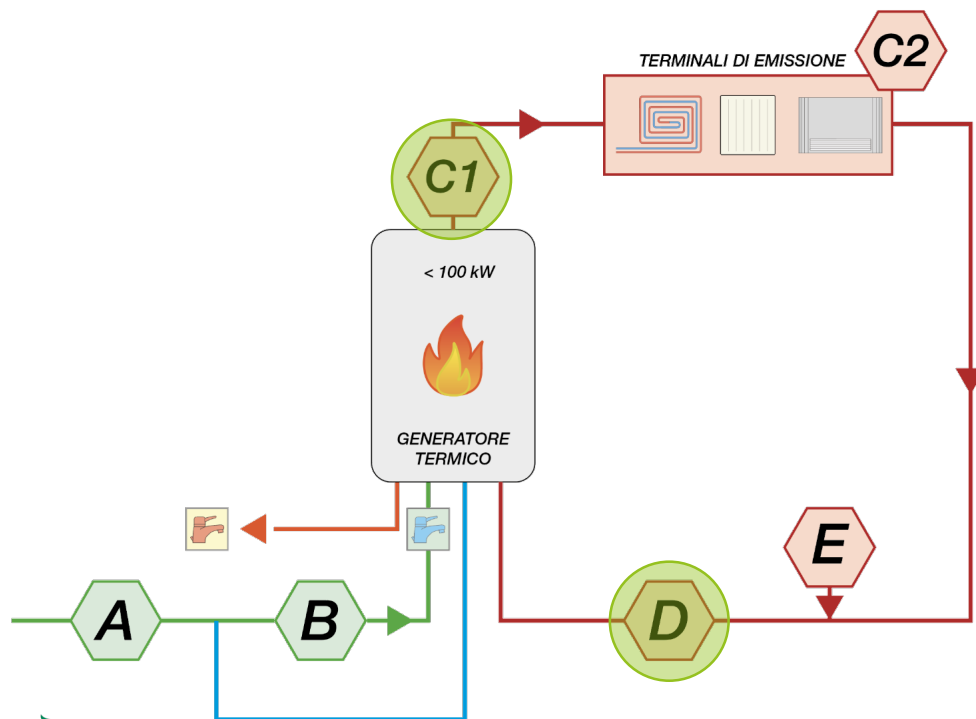 TERMINALI DI EMISSIONE
C2
C1
< 100 kW
GENERATORE
TERMICO
E
A
B
D